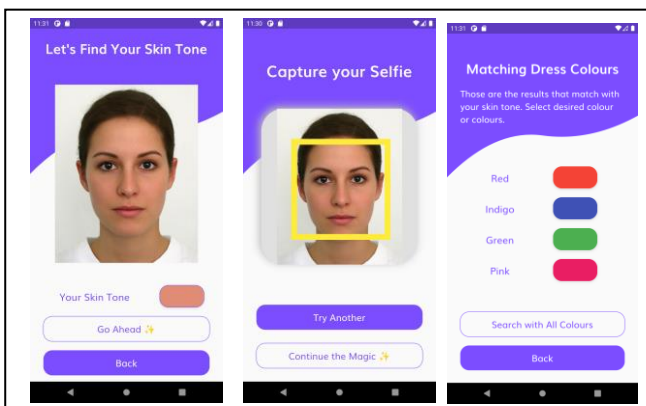 11:31
Let's Find Your Skin Tone
Your Skin Tone
Go Ahead ✨
Back
11:30
Capture your Selfie
Try Another
Continue the Magic ✨
11:31
Matching Dress Colours
Those are the results that match with
your skin tone. Select desired colour
or colours.
Red
Indigo
Green
Pink
Search with All Colours
Back